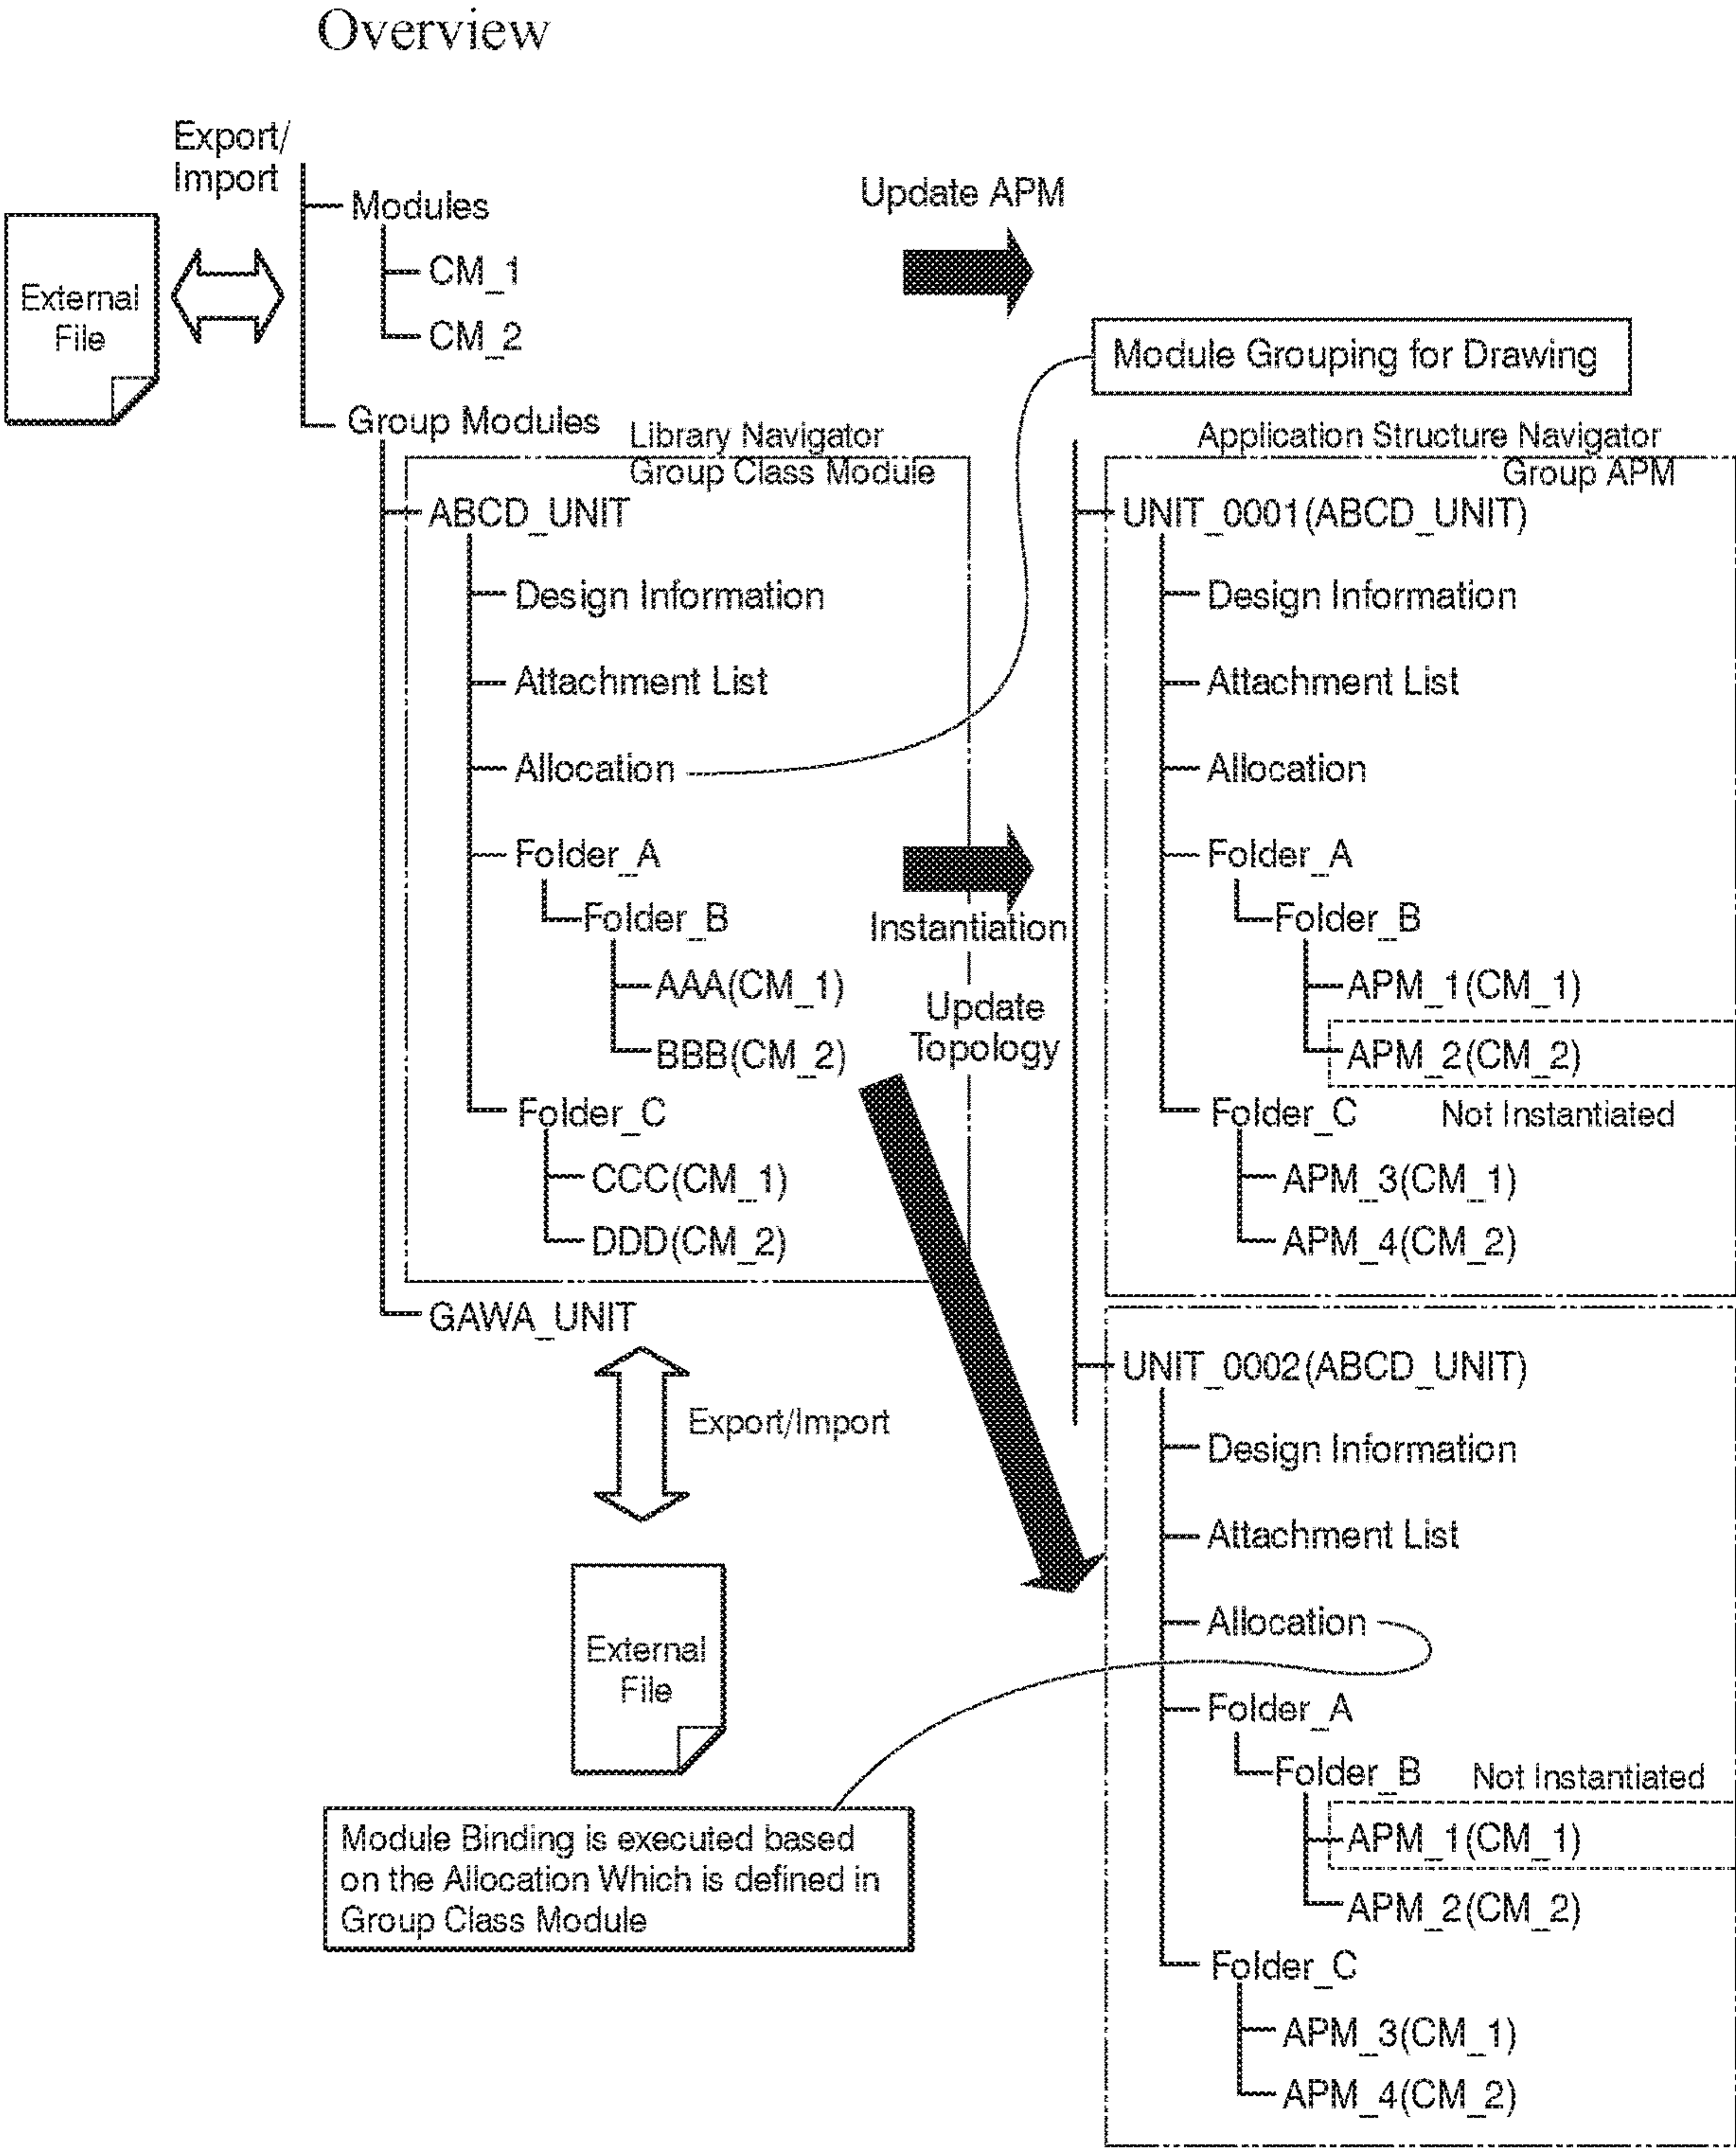 Overview
Export/
Import
External
File
Modules
CM_1
CM_2
Group Modules
Library Navigator
Group Class Module
ABCD_UNIT
Design Information
Attachment List
Allocation
Folder_A
Folder_B
AAA(CM_1)
BBB(CM_2)
Folder_C
CCC(CM_1)
DDD(CM_2)
GAWA_UNIT
Export/Import
External
File
Module Binding is executed based
on the Allocation Which is defined in
Group Class Module
Update APM
Instantiation
Update
Topology
Module Grouping for Drawing
Application Structure Navigator
Group APM
UNIT_0001(ABCD_UNIT)
Design Information
Attachment List
Allocation
Folder_A
Folder_B
APM_1(CM_1)
APM_2(CM_2)
Not Instantiated
Folder_C
APM_3(CM_1)
APM_4(CM_2)
UNIT_0002(ABCD_UNIT)
Design Information
Attachment List
Allocation
Folder_A
Folder_B
Not Instantiated
APM_1(CM_1)
APM_2(CM_2)
Folder_C
APM_3(CM_1)
APM_4(CM_2)